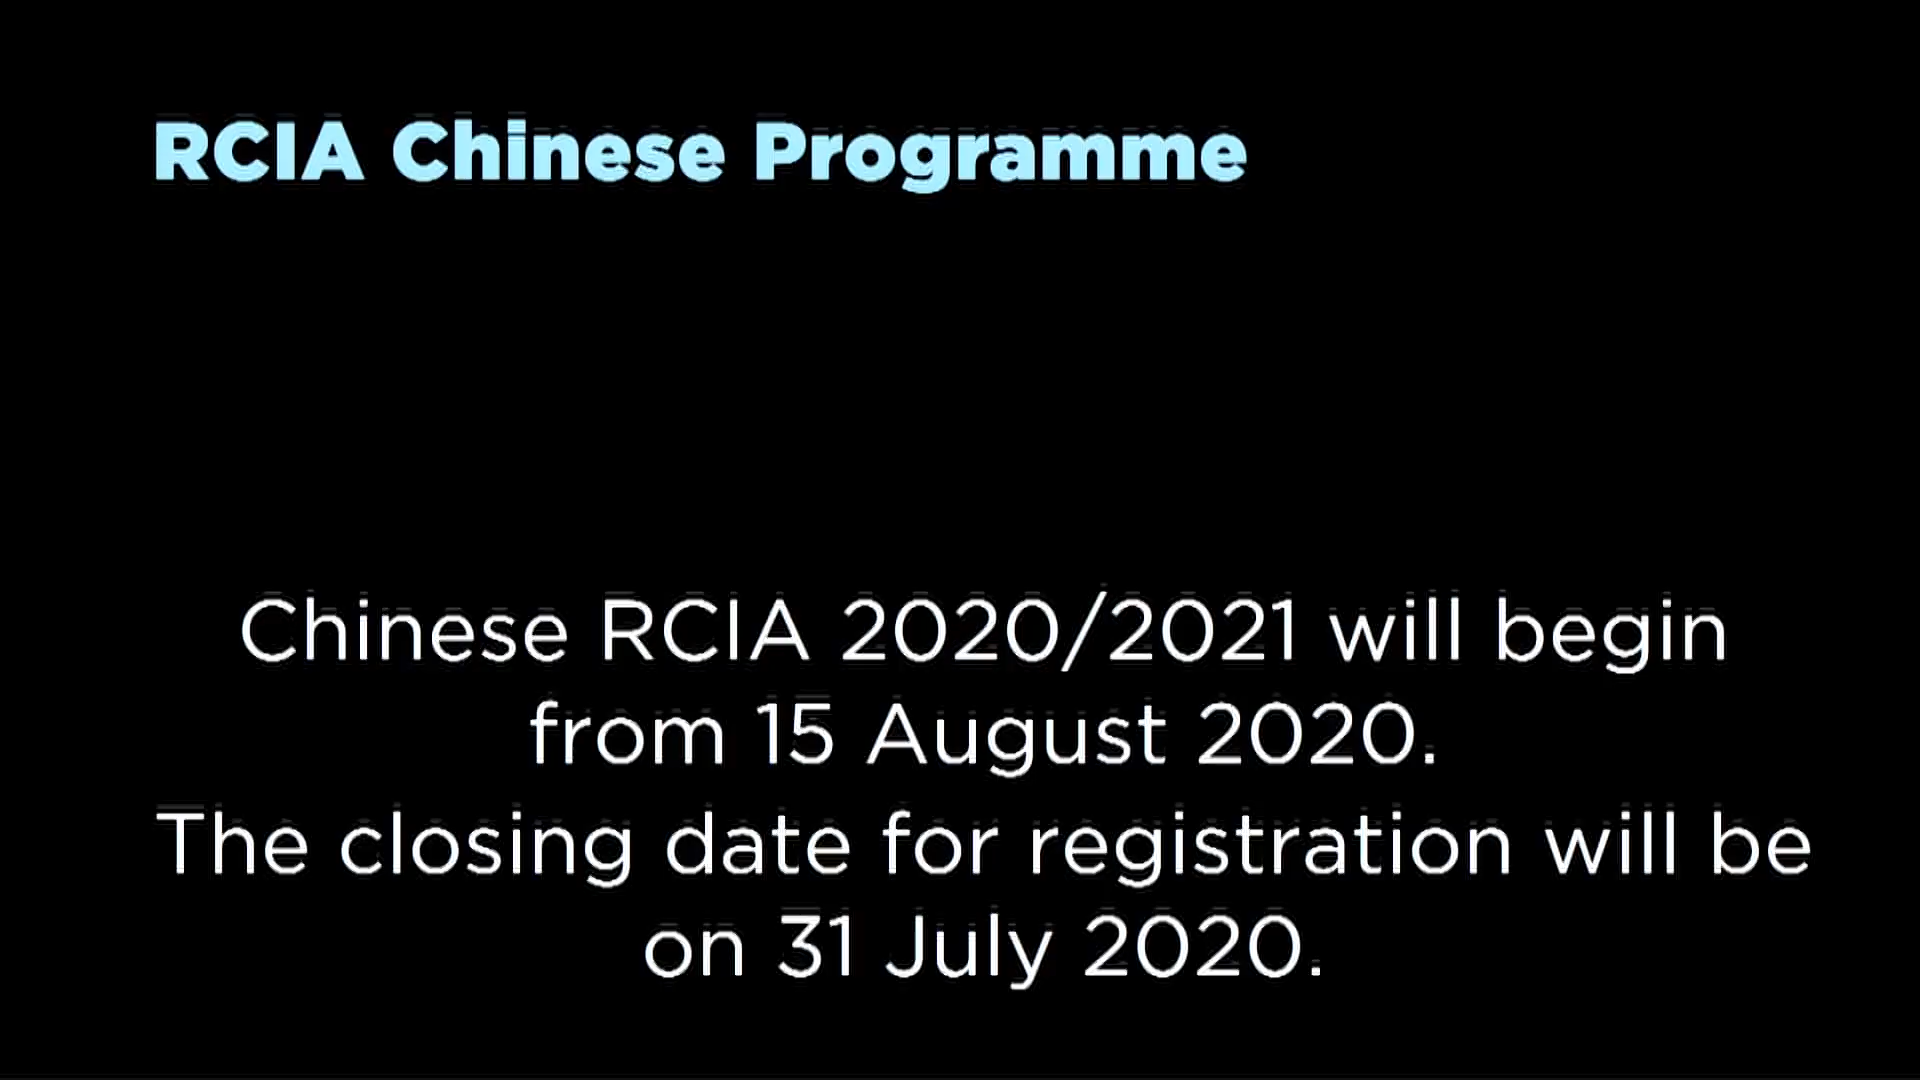 RCIA Chinese Programme
Chinese RCIA 2020/2021 will begin
from 15 August 2020.
The closing date for registration will be
on 31 July 2020.